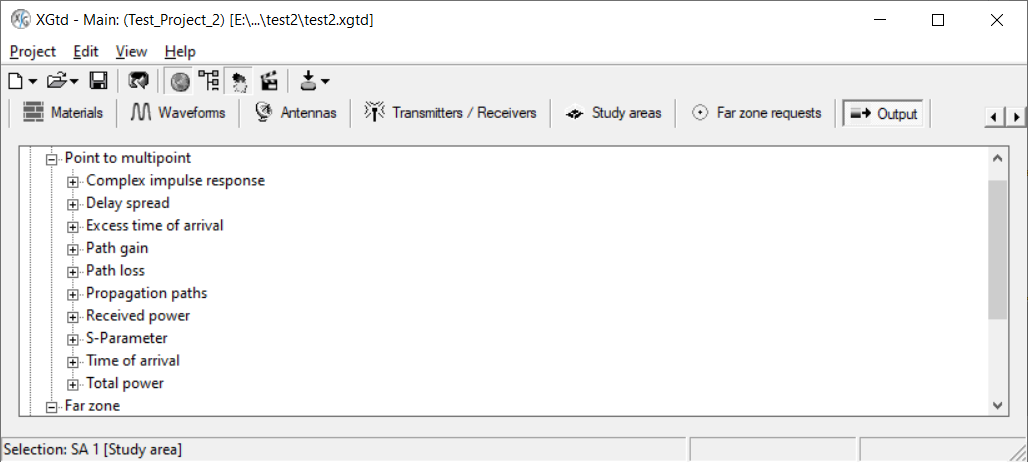 XGtd - Main: (Test_Project_2) [E:\...\test2\test2.xgtd]
Project Edit View Help
Materials Waveforms Antennas Transmitters / Receivers Study areas Far zone requests Output
Point to multipoint
Complex impulse response
Delay spread
Excess time of arrival
Path gain
Path loss
Propagation paths
Received power
S-Parameter
Time of arrival
Total power
Far zone
Selection: SA 1 [Study area]